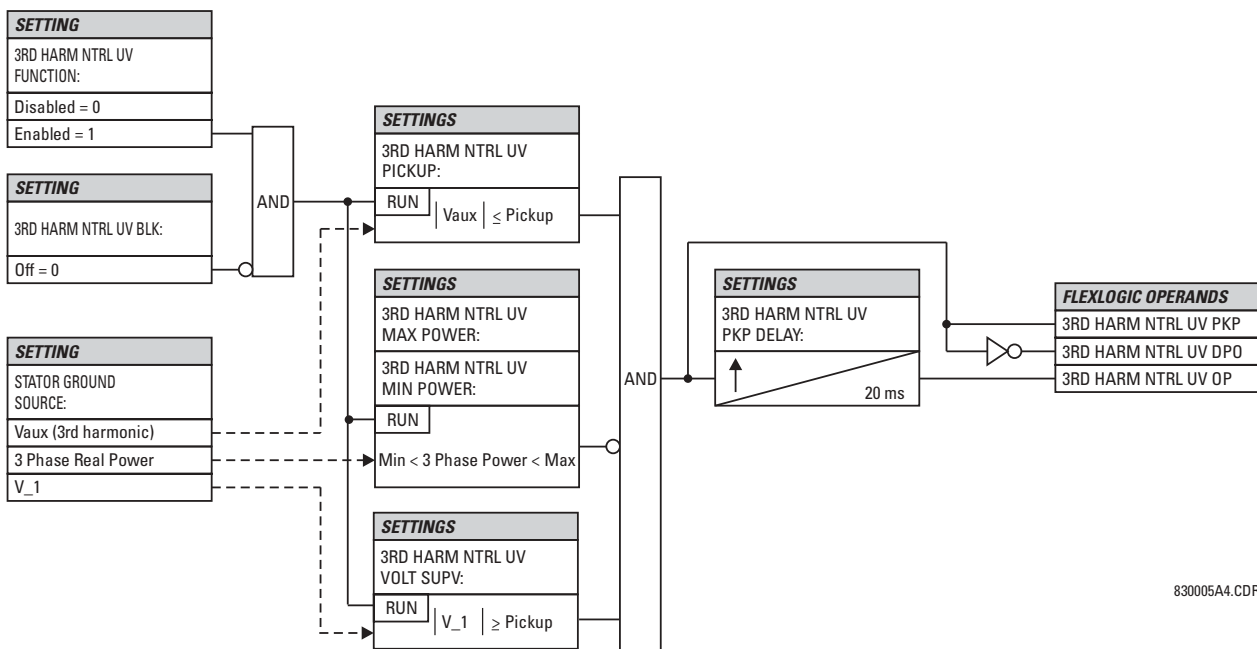 SETTING
3RD HARM NTRL UV
FUNCTION:
Disabled = 0
Enabled = 1
SETTING
3RD HARM NTRL UV BLK:
Off = 0
SETTING
STATOR GROUND
SOURCE:
Vaux (3rd harmonic)
3 Phase Real Power
V_1
AND
SETTINGS
3RD HARM NTRL UV
PICKUP:
RUN
| Vaux | ≤ Pickup
SETTINGS
3RD HARM NTRL UV
MAX POWER:
3RD HARM NTRL UV
MIN POWER:
RUN
Min < 3 Phase Power < Max
SETTINGS
3RD HARM NTRL UV
VOLT SUPV:
RUN
| V_1 | ≥ Pickup
AND
SETTINGS
3RD HARM NTRL UV
PKP DELAY:
20 ms
FLEXLOGIC OPERANDS
3RD HARM NTRL UV PKP
3RD HARM NTRL UV DPO
3RD HARM NTRL UV OP
830005A4.CDR